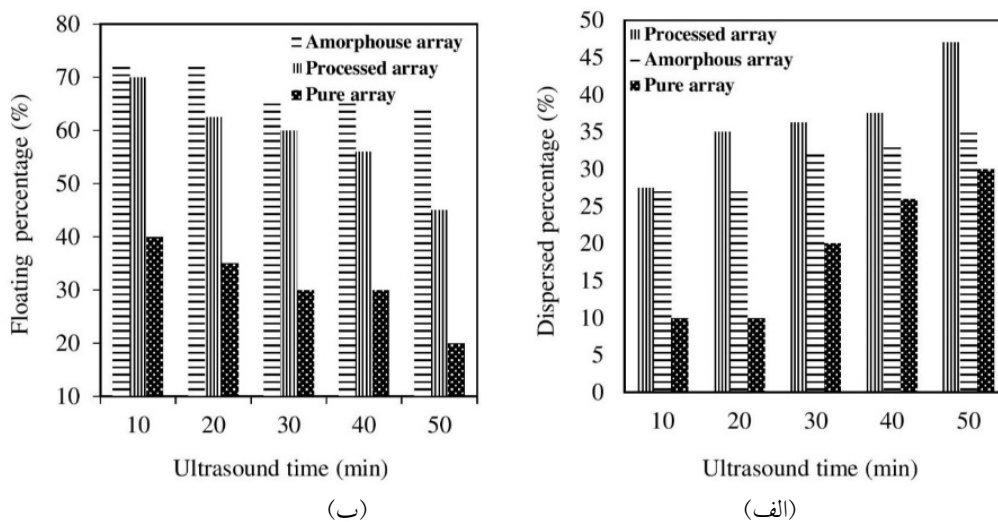 Floating percentage (%)
80
70
60
50
40
30
20
10
Amorphouse array
Processed array
Pure array
10 20 30 40 50
Ultrasound time (min)
(ب)
Dispersed percentage (%)
50
45
40
35
30
25
20
15
10
5
0
Processed array
Amorphous array
Pure array
10 20 30 40 50
Ultrasound time (min)
(الف)